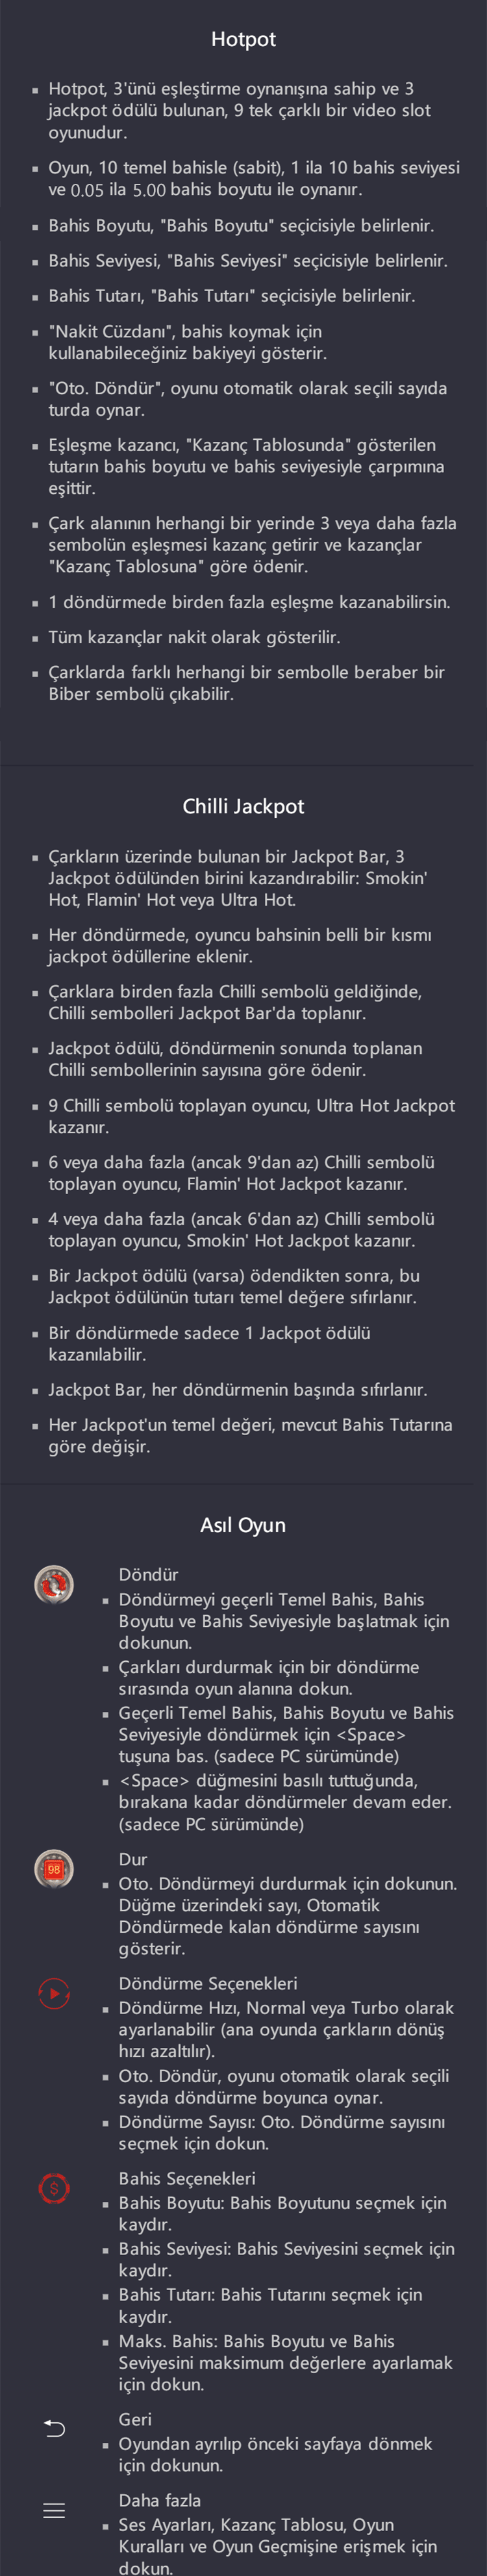 Hotpot
▪ Hotpot, 3'ünü eşleştirme oynanışına sahip ve 3
jackpot ödülü bulunan, 9 tek çarklı bir video slot
oyunudur.
▪ Oyun, 10 temel bahisle (sabit), 1 ila 10 bahis seviyesi
ve 0.05 ila 5.00 bahis boyutu ile oynanır.
▪ Bahis Boyutu, "Bahis Boyutu" seçicisiyle belirlenir.
▪ Bahis Seviyesi, "Bahis Seviyesi" seçicisiyle belirlenir.
▪ Bahis Tutarı, "Bahis Tutarı" seçicisiyle belirlenir.
▪ "Nakit Cüzdanı", bahis koymak için
kullanabileceğiniz bakiyeyi gösterir.
▪ "Oto. Döndür", oyunu otomatik olarak seçili sayıda
turda oynar.
▪ Eşleşme kazancı, "Kazanç Tablosunda" gösterilen
tutarın bahis boyutu ve bahis seviyesiyle çarpımına
eşittir.
▪ Çark alanının herhangi bir yerinde 3 veya daha fazla
sembolün eşleşmesi kazanç getirir ve kazançlar
"Kazanç Tablosuna" göre ödenir.
▪ 1 döndürmede birden fazla eşleşme kazanabilirsin.
▪ Tüm kazançlar nakit olarak gösterilir.
▪ Çarklarda farklı herhangi bir sembolle beraber bir
Biber sembolü çıkabilir.
Chilli Jackpot
▪ Çarkların üzerinde bulunan bir Jackpot Bar, 3
Jackpot ödülünden birini kazandırabilir: Smokin'
Hot, Flamin' Hot veya Ultra Hot.
▪ Her döndürmede, oyuncu bahsinin belli bir kısmı
jackpot ödüllerine eklenir.
▪ Çarklara birden fazla Chilli sembolü geldiğinde,
Chilli sembolleri Jackpot Bar'da toplanır.
▪ Jackpot ödülü, döndürmenin sonunda toplanan
Chilli sembollerinin sayısına göre ödenir.
▪ 9 Chilli sembolü toplayan oyuncu, Ultra Hot Jackpot
kazanır.
▪ 6 veya daha fazla (ancak 9'dan az) Chilli sembolü
toplayan oyuncu, Flamin' Hot Jackpot kazanır.
▪ 4 veya daha fazla (ancak 6'dan az) Chilli sembolü
toplayan oyuncu, Smokin' Hot Jackpot kazanır.
▪ Bir Jackpot ödülü (varsa) ödendikten sonra, bu
Jackpot ödülünün tutarı temel değere sıfırlanır.
▪ Bir döndürmede sadece 1 Jackpot ödülü
kazanılabilir.
▪ Jackpot Bar, her döndürmenin başında sıfırlanır.
▪ Her Jackpot'un temel değeri, mevcut Bahis Tutarına
göre değişir.
Asıl Oyun
Döndür
▪ Döndürmeyi geçerli Temel Bahis, Bahis
Boyutu ve Bahis Seviyesiyle başlatmak için
dokunun.
▪ Çarkları durdurmak için bir döndürme
sırasında oyun alanına dokun.
▪ Geçerli Temel Bahis, Bahis Boyutu ve Bahis
Seviyesiyle döndürmek için <Space>
tuşuna bas. (sadece PC sürümünde)
▪ <Space> düğmesini basılı tuttuğunda,
bırakana kadar döndürmeler devam eder.
(sadece PC sürümünde)
98
Dur
▪ Oto. Döndürmeyi durdurmak için dokunun.
Düğme üzerindeki sayı, Otomatik
Döndürmede kalan döndürme sayısını
gösterir.
Döndürme Seçenekleri
▪ Döndürme Hızı, Normal veya Turbo olarak
ayarlanabilir (ana oyunda çarkların dönüş
hızı azaltılır).
▪ Oto. Döndür, oyunu otomatik olarak seçili
sayıda döndürme boyunca oynar.
▪ Döndürme Sayısı: Oto. Döndürme sayısını
seçmek için dokun.
$
Bahis Seçenekleri
▪ Bahis Boyutu: Bahis Boyutunu seçmek için
kaydır.
▪ Bahis Seviyesi: Bahis Seviyesini seçmek için
kaydır.
▪ Bahis Tutarı: Bahis Tutarını seçmek için
kaydır.
▪ Maks. Bahis: Bahis Boyutu ve Bahis
Seviyesini maksimum değerlere ayarlamak
için dokun.
Geri
▪ Oyundan ayrılıp önceki sayfaya dönmek
için dokunun.
Daha fazla
▪ Ses Ayarları, Kazanç Tablosu, Oyun
Kuralları ve Oyun Geçmişine erişmek için
dokun.